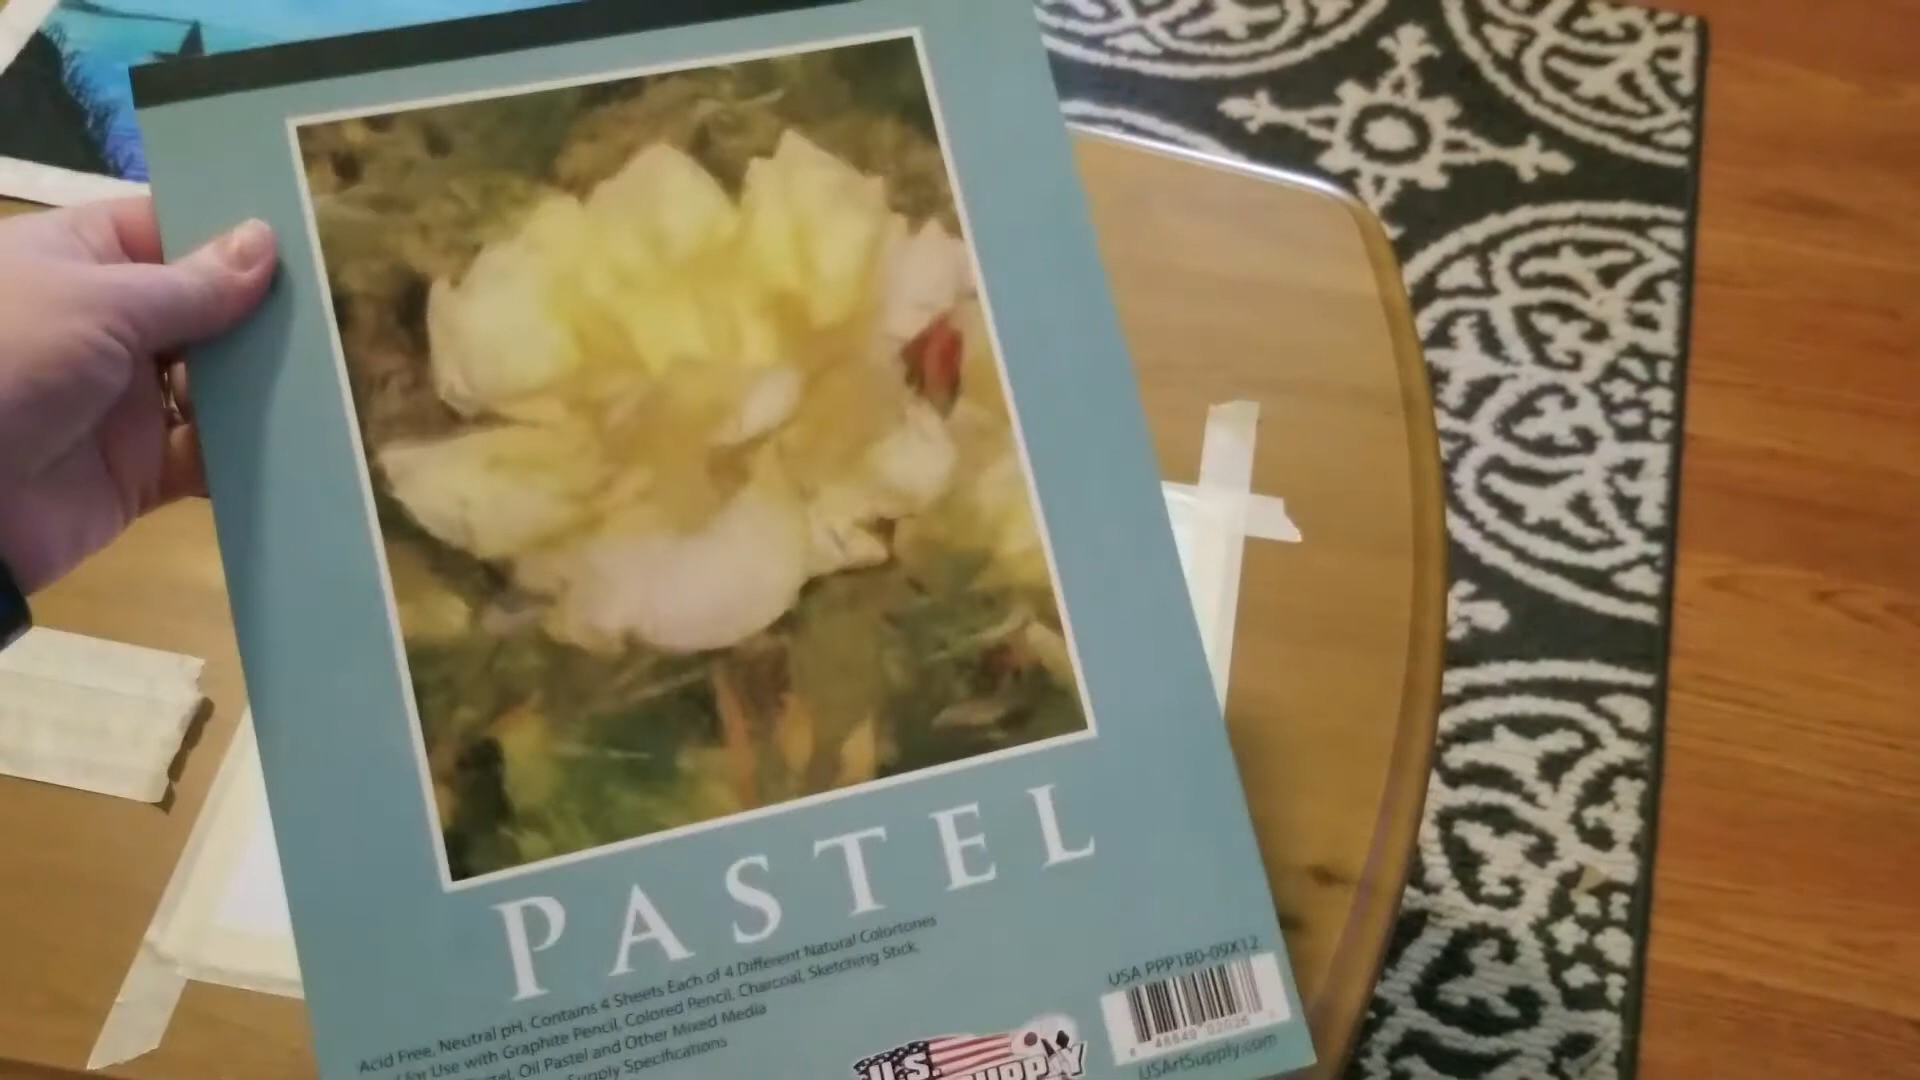 PASTEL
Acid Free, Neutral pH, Contains 4 Sheets Each of 4 Different Natural Colortones
for Use with Graphite Pencil, Colored Pencil, Charcoal, Sketching Stick,
Oil Pastel and Other Mixed Media
Supply Specifications
USA PPP180-09X12
U.S.
USArtSupply.com